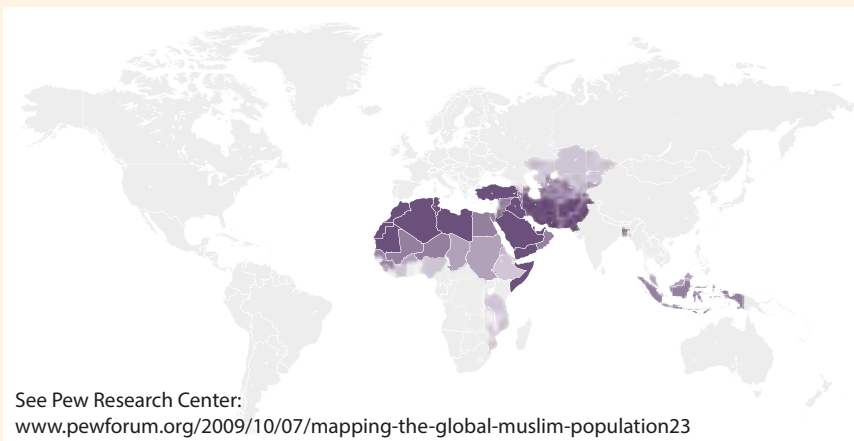 See Pew Research Center:
www.pewforum.org/2009/10/07/mapping-the-global-muslim-population23